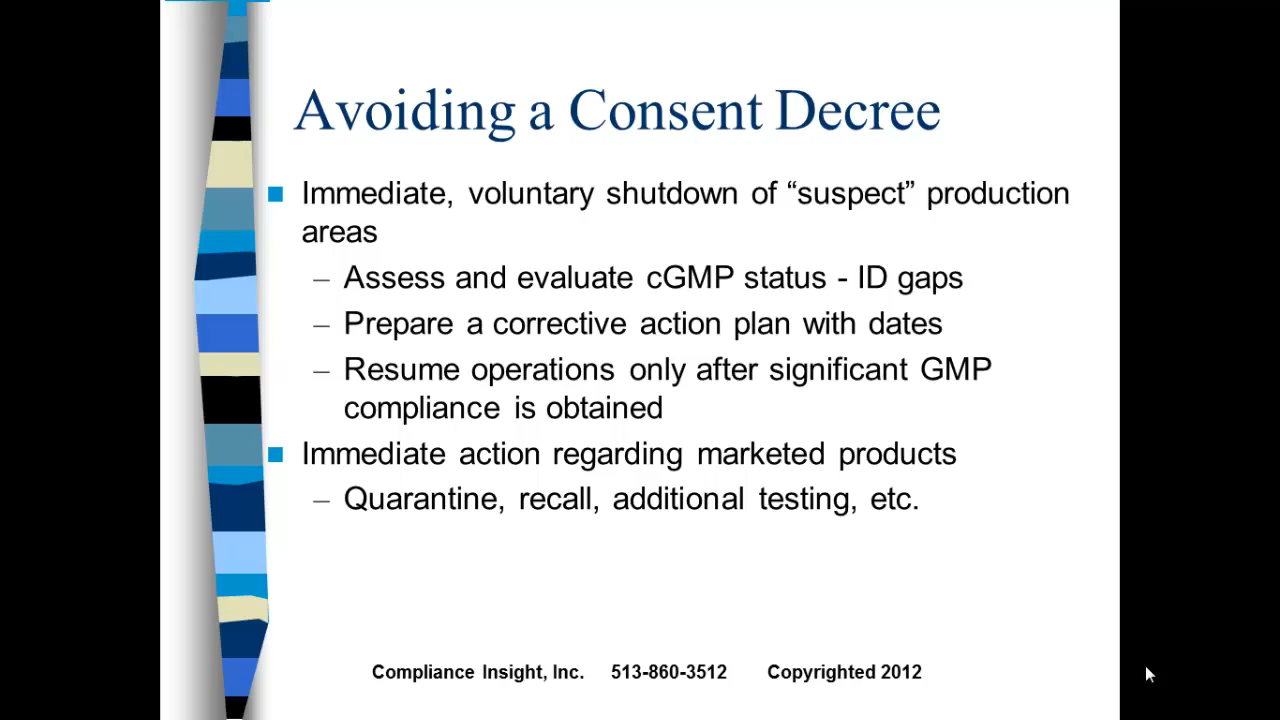 Avoiding a Consent Decree
Immediate, voluntary shutdown of “suspect” production
areas
– Assess and evaluate cGMP status - ID gaps
– Prepare a corrective action plan with dates
– Resume operations only after significant GMP
compliance is obtained
Immediate action regarding marketed products
– Quarantine, recall, additional testing, etc.
Compliance Insight, Inc. 513-860-3512 Copyrighted 2012